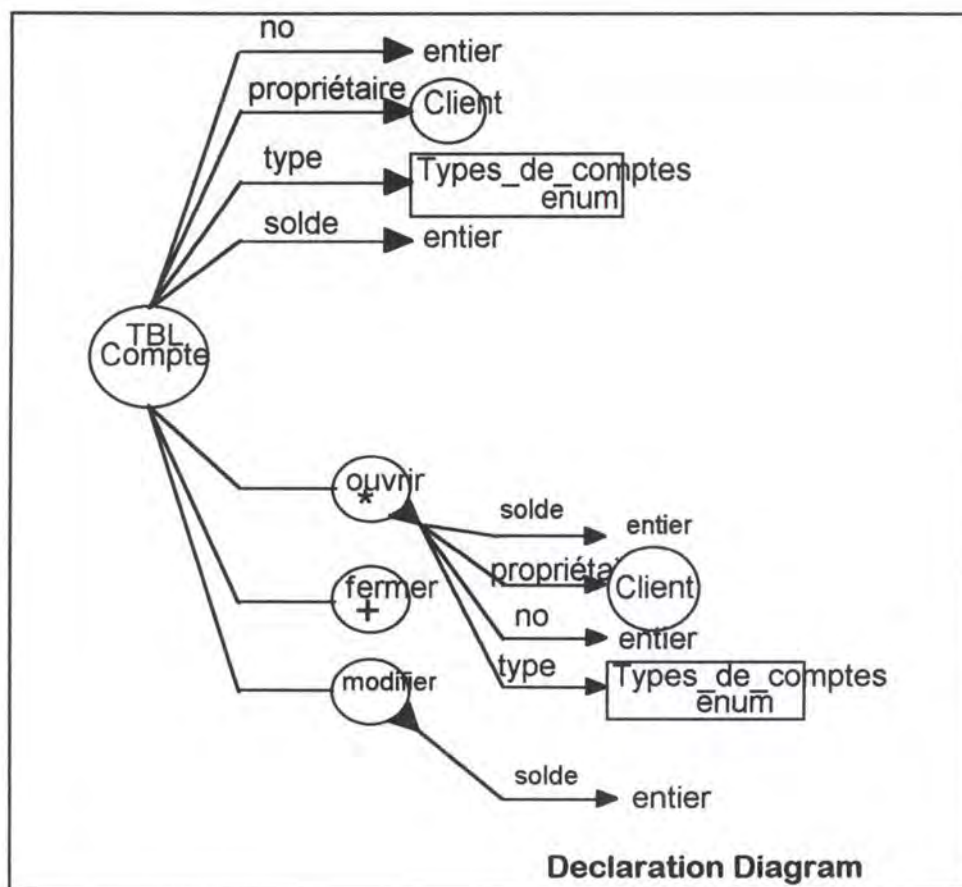 no
entier
propriétaire
Client
type
Types_de_comptes
enum
solde
entier
TBL
Compte
ouvrir
*
solde
entier
propriétai
Client
fermer
+
no
entier
type
Types_de_comptes
enum
modifier
solde
entier
Declaration Diagram